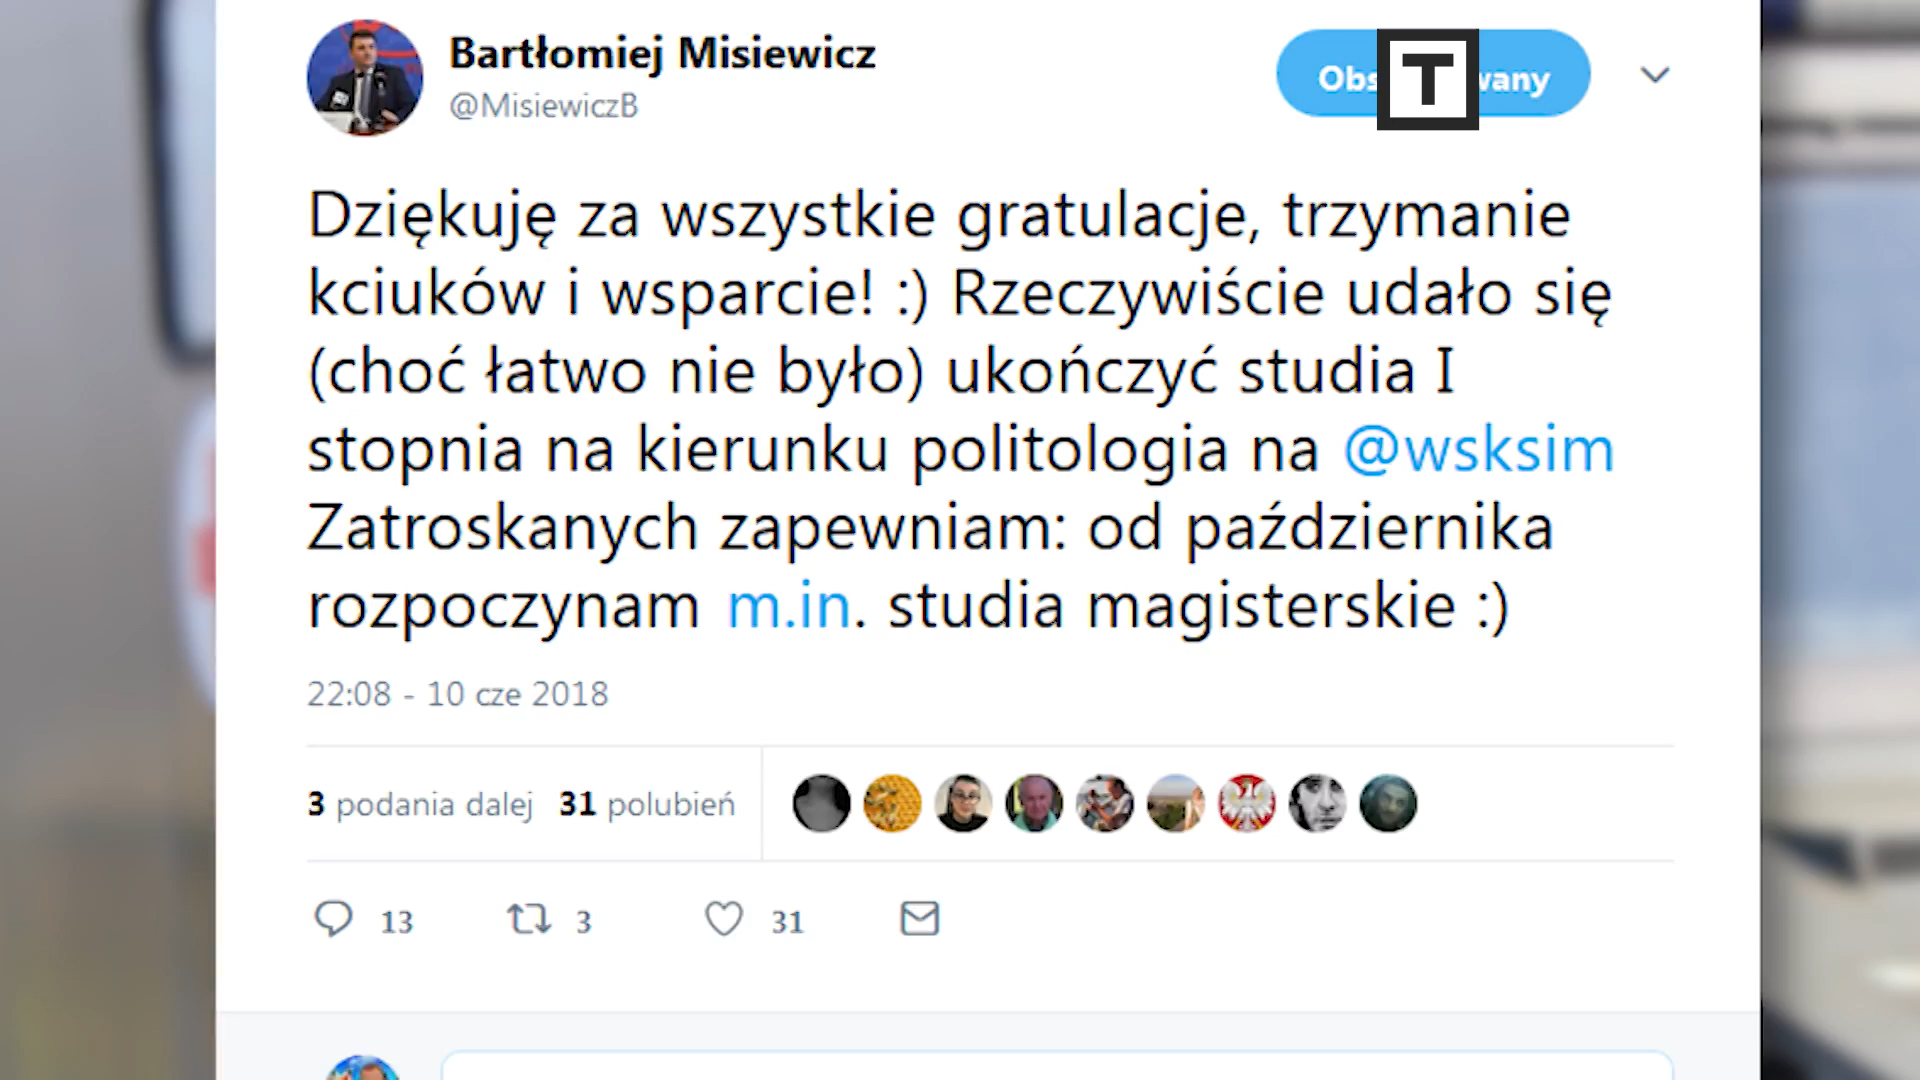 Bartłomiej Misiewicz
@MisiewiczB
T
Dziękuję za wszystkie gratulacje, trzymanie
kciuków i wsparcie! :) Rzeczywiście udało się
(choć łatwo nie było) ukończyć studia I
stopnia na kierunku politologia na @wsksim
Zatroskanych zapewniam: od października
rozpoczynam m.in. studia magisterskie :)
22:08 - 10 cze 2018
3 podania dalej 31 polubień
13 3 31